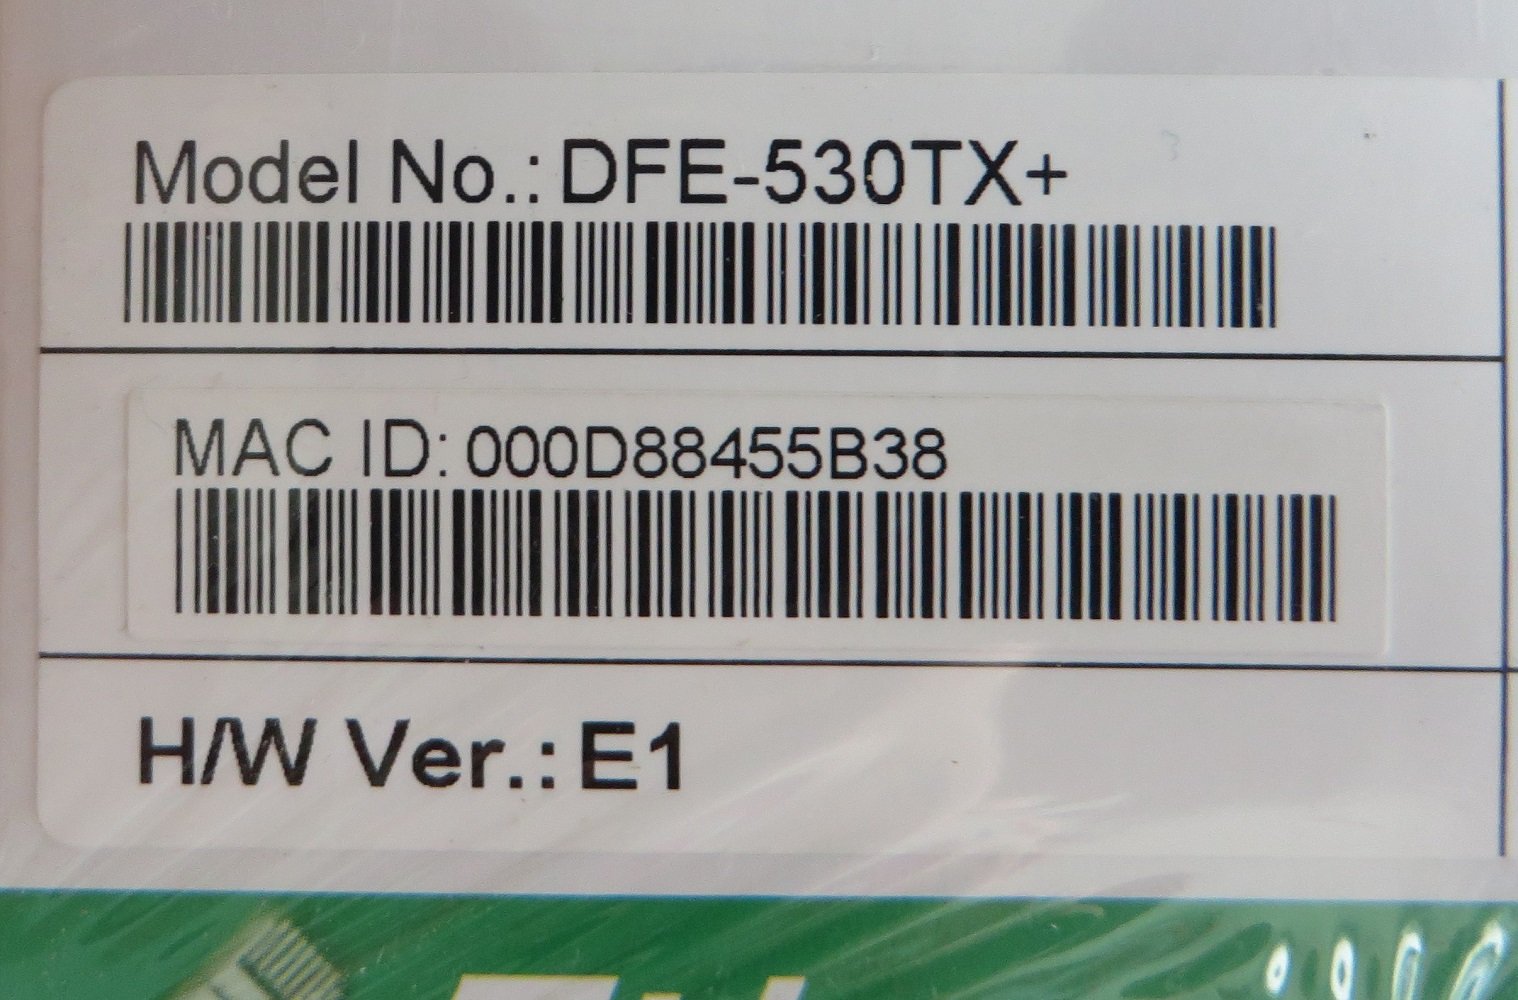 Model No.: DFE-530TX+
MAC ID: 000D88455B38
H/W Ver.: E1